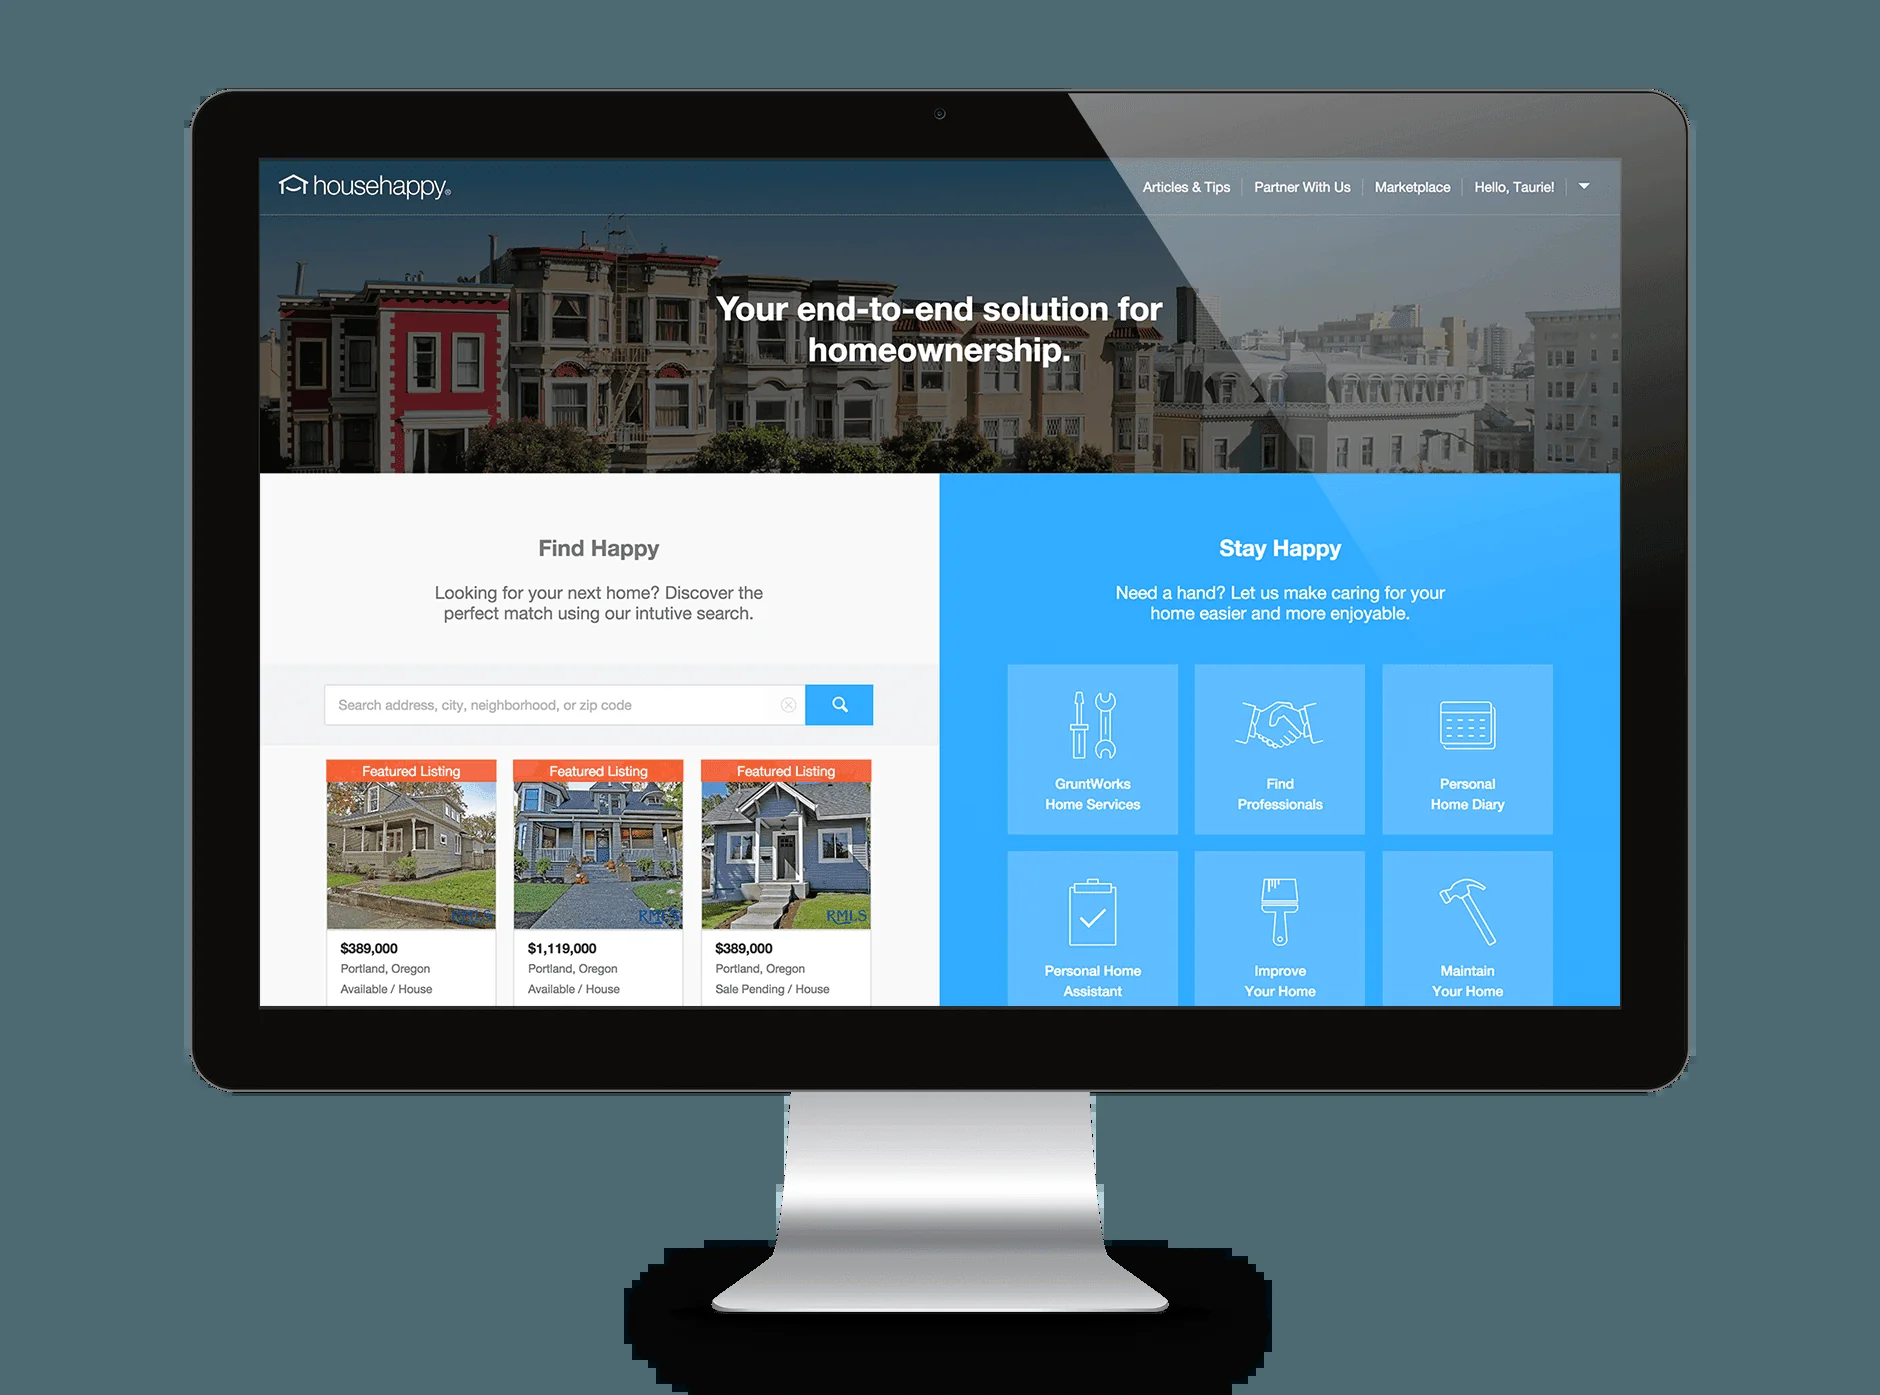 househappy®
Articles & Tips
Partner With Us
Marketplace
Hello, Taurie!
Your end-to-end solution for
homeownership.
Find Happy
Looking for your next home? Discover the
perfect match using our intutive search.
Search address, city, neighborhood, or zip code
Featured Listing
RMLS
$389,000
Portland, Oregon
Available / House
Featured Listing
RMLS
$1,119,000
Portland, Oregon
Available / House
Featured Listing
RMLS
$389,000
Portland, Oregon
Sale Pending / House
Stay Happy
Need a hand? Let us make caring for your
home easier and more enjoyable.
GruntWorks
Home Services
Find
Professionals
Personal
Home Diary
Personal Home
Assistant
Improve
Your Home
Maintain
Your Home